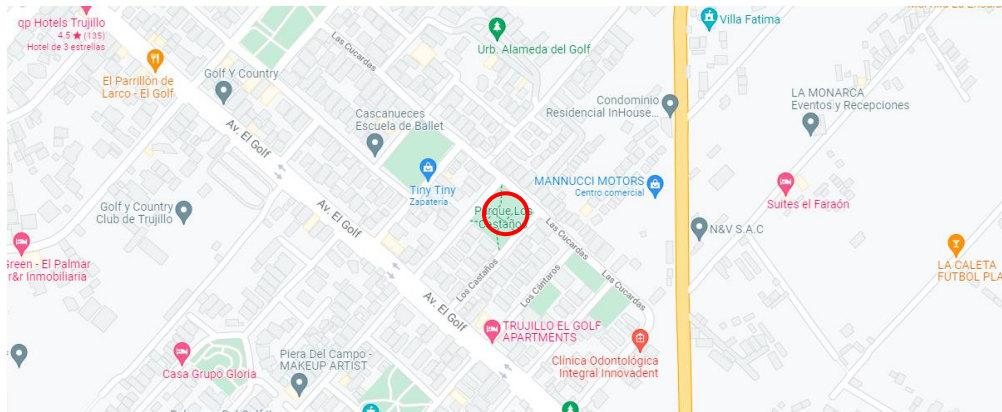 qp Hotels Trujillo
4.5 ★ (135)
Hotel de 3 estrellas
Las Cucardas
Urb. Alameda del Golf
Villa Fatima
El Parrillón de
Larco - El Golf
Golf Y Country
Cascanueces
Escuela de Ballet
Condominio
Residencial InHouse...
LA MONARCA
Eventos y Recepciones
Av. El Golf
Tiny Tiny
Zapatería
MANNUCCI MOTORS
Centro comercial
Suites el Faraón
Golf y Country
Club de Trujillo
Av. El Golf
Parque Los
Castaños
Las Cucardas
N&V S.A.C
Green - El Palmar
r&r Inmobiliaria
Los Castaños
Los Cántaros
Las Cucardas
LA CALETA
FUTBOL PLA
Av. El Golf
TRUJILLO EL GOLF
APARTMENTS
Casa Grupo Gloria
Piera Del Campo -
MAKEUP ARTIST
Clínica Odontológica
Integral Innovadent